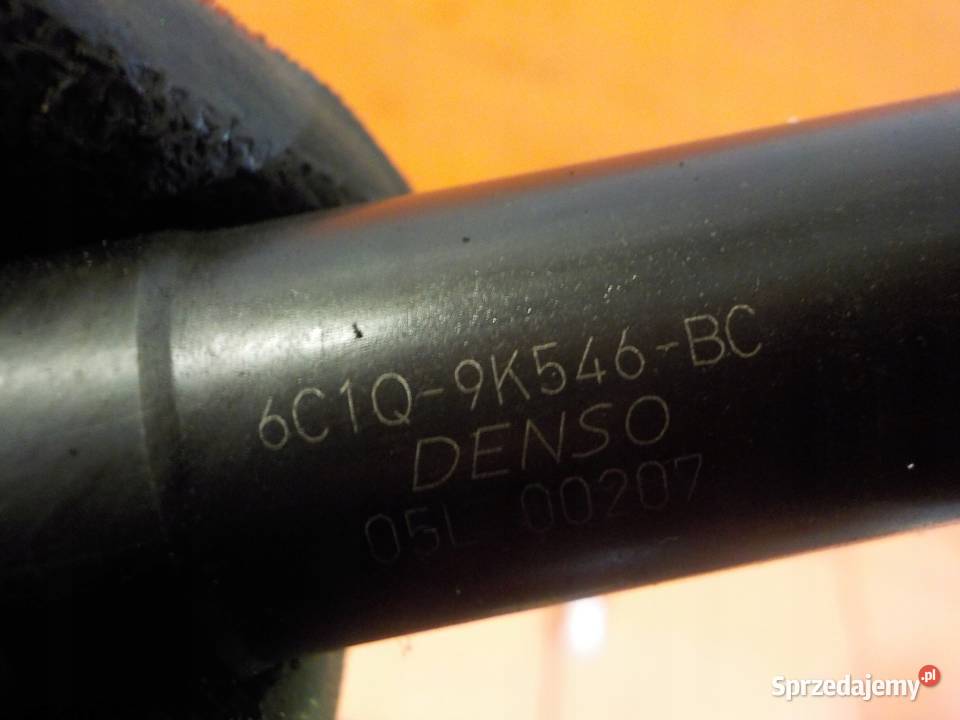 6C1Q-9K546-BC
DENSO
05L 00207
Sprzedajemy.pl